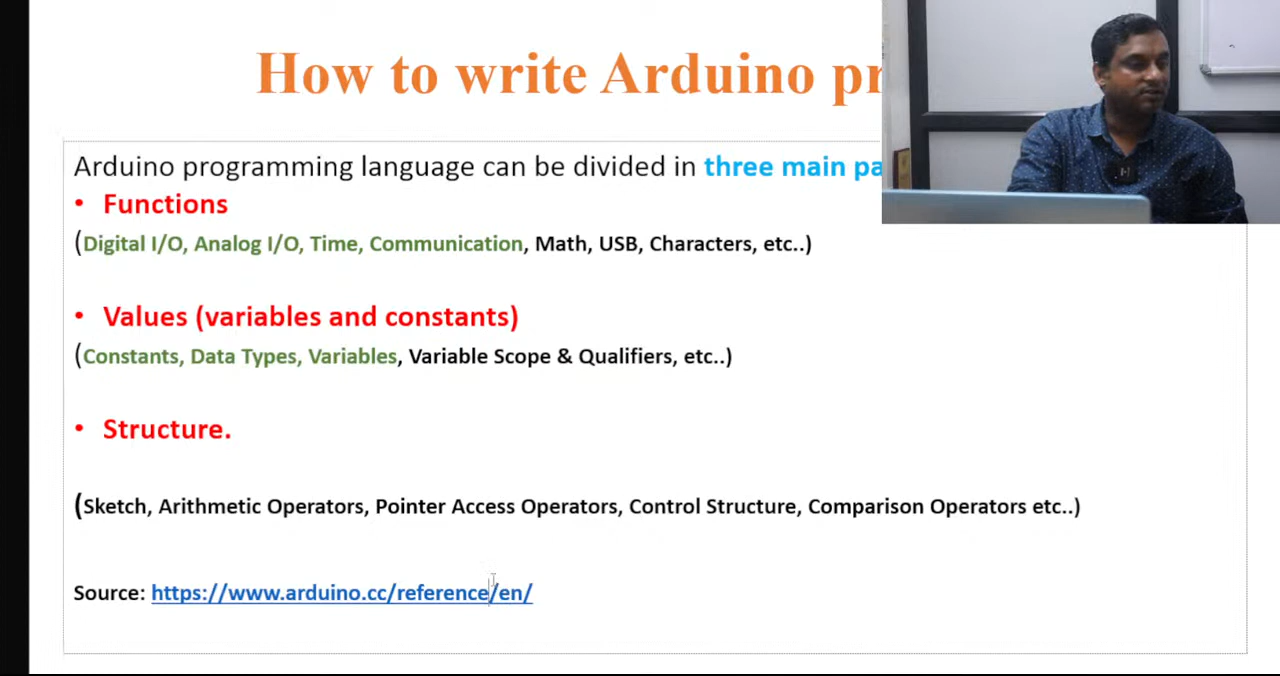 How to write Arduino
Arduino programming language can be divided in three main
• Functions
(Digital I/O, Analog I/O, Time, Communication, Math, USB, Characters, etc..)
• Values (variables and constants)
(Constants, Data Types, Variables, Variable Scope & Qualifiers, etc..)
• Structure.
(Sketch, Arithmetic Operators, Pointer Access Operators, Control Structure, Comparison Operators etc..)
Source: https://www.arduino.cc/reference/en/